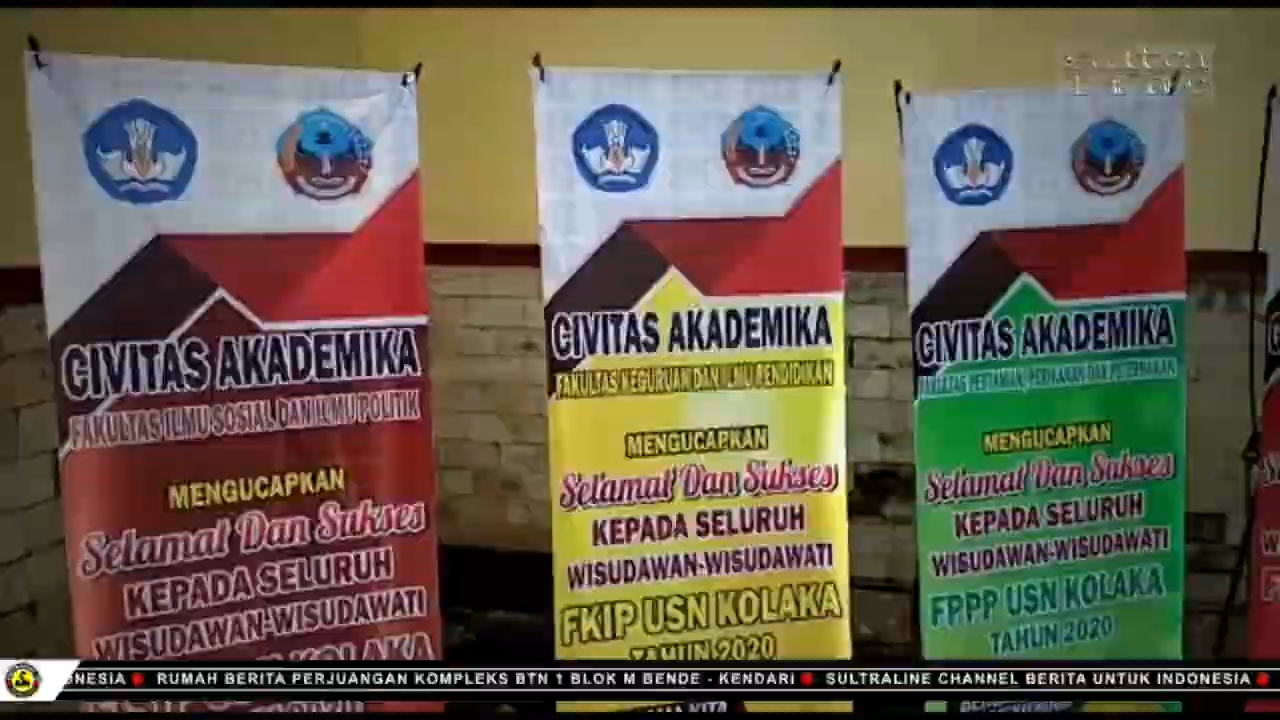 CIVITAS AKADEMIKA
FAKULTAS ILMU SOSIAL DAN ILMU POLITIK
MENGUCAPKAN
Selamat Dan Sukses
KEPADA SELURUH
WISUDAWAN-WISUDAWATI
KOLAKA
CIVITAS AKADEMIKA
FAKULTAS KEGURUAN DAN ILMU PENDIDIKAN
MENGUCAPKAN
Selamat Dan Sukses
KEPADA SELURUH
WISUDAWAN-WISUDAWATI
FKIP USN KOLAKA
TAHUN 2020
CIVITAS AKADEMIKA
FAKULTAS PERTANIAN, PERIKANAN DAN PETERNAKAN
MENGUCAPKAN
Selamat Dan Sukses
KEPADA SELURUH
WISUDAWAN-WISUDAWATI
FPPP USN KOLAKA
TAHUN 2020
NESIA RUMAH BERITA PERJUANGAN KOMPLEKS BTN 1 BLOK M BENDE - KENDARI SULTRALINE CHANNEL BERITA UNTUK INDONESIA